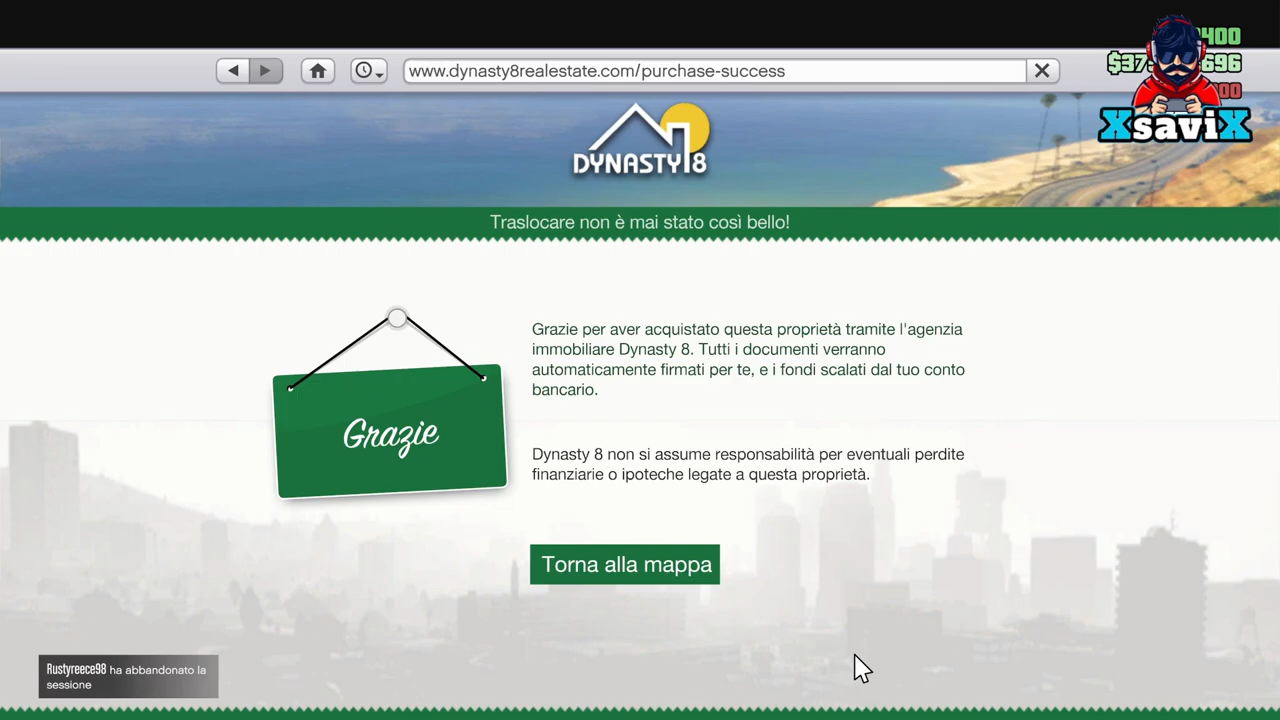 www.dynasty8realestate.com/purchase-success
XsaviX
DYNASTY 8
Traslocare non è mai stato così bello!
Grazie per aver acquistato questa proprietà tramite l'agenzia
immobiliare Dynasty 8. Tutti i documenti verranno
automaticamente firmati per te, e i fondi scalati dal tuo conto
bancario.
Grazie
Dynasty 8 non si assume responsabilità per eventuali perdite
finanziarie o ipoteche legate a questa proprietà.
Torna alla mappa
Rustyreece98 ha abbandonato la
sessione